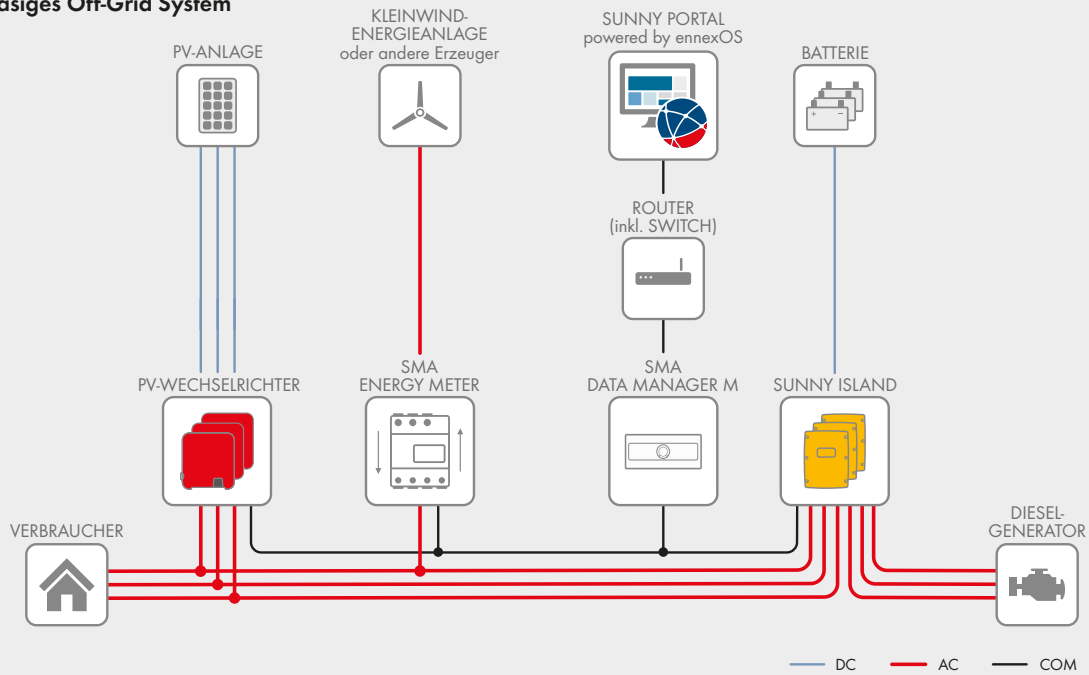 Off-Grid System
PV-ANLAGE
KLEINWIND-
ENERGIEANLAGE
oder andere Erzeuger
SUNNY PORTAL
powered by ennexOS
BATTERIE
ROUTER
(inkl. SWITCH)
PV-WECHSELRICHTER
SMA
ENERGY METER
SMA
DATA MANAGER M
SUNNY ISLAND
VERBRAUCHER
DIESEL-
GENERATOR
DC
AC
COM